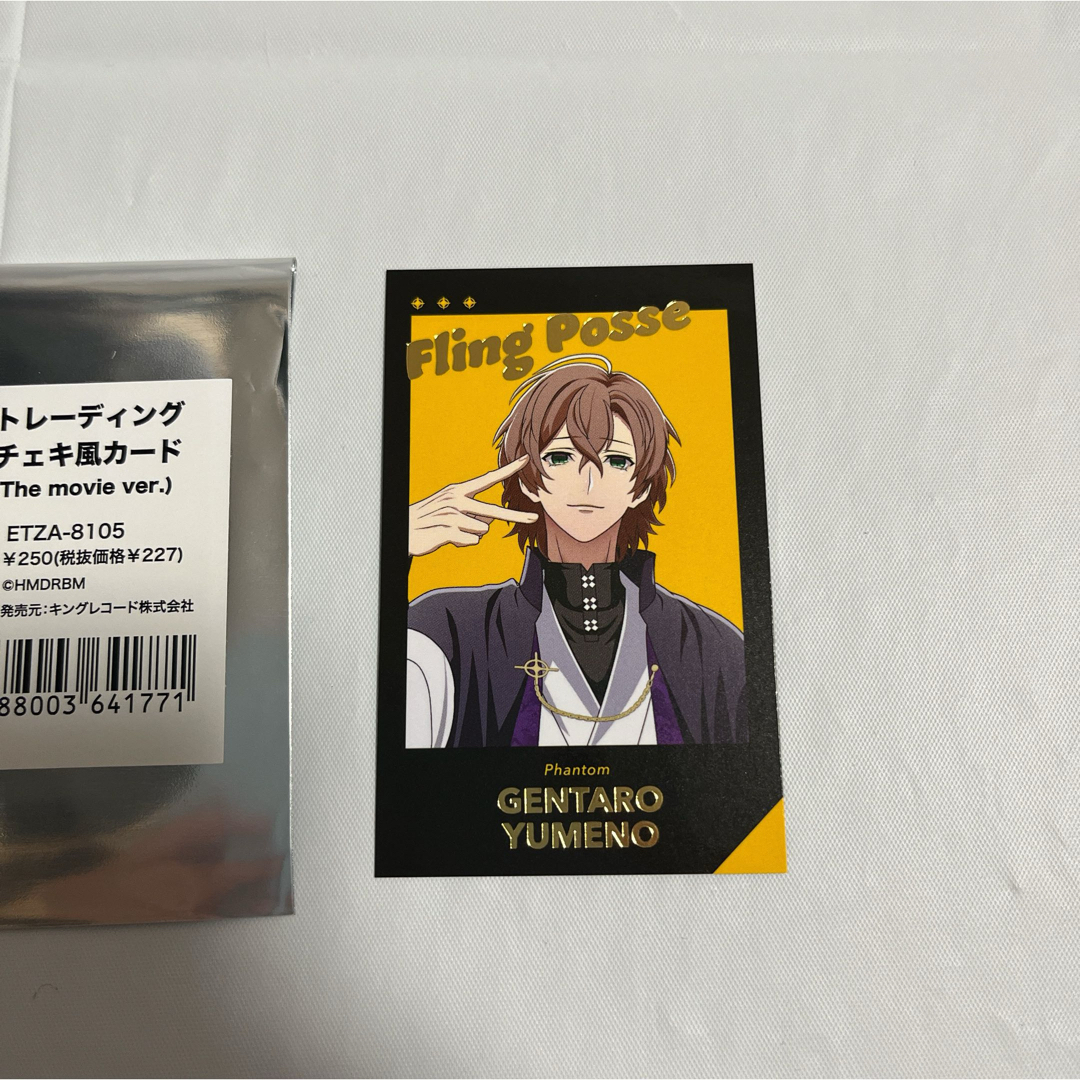 トレーディング
チェキ風カード
The movie ver.)
ETZA-8105
¥250(税抜価格¥227)
©HMDRBM
発売元:キングレコード株式会社
88003 641771
Fling Posse
Phantom
GENTARO
YUMENO